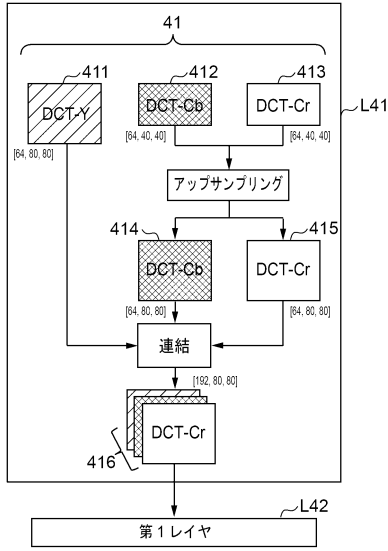 41
411
412
413
L41
DCT-Y
DCT-Cb
DCT-Cr
[64, 80, 80]
[64, 40, 40]
[64, 40, 40]
アップサンプリング
414
415
DCT-Cb
DCT-Cr
[64, 80, 80]
[64, 80, 80]
連結
[192, 80, 80]
DCT-Cr
416
L42
第1レイヤ